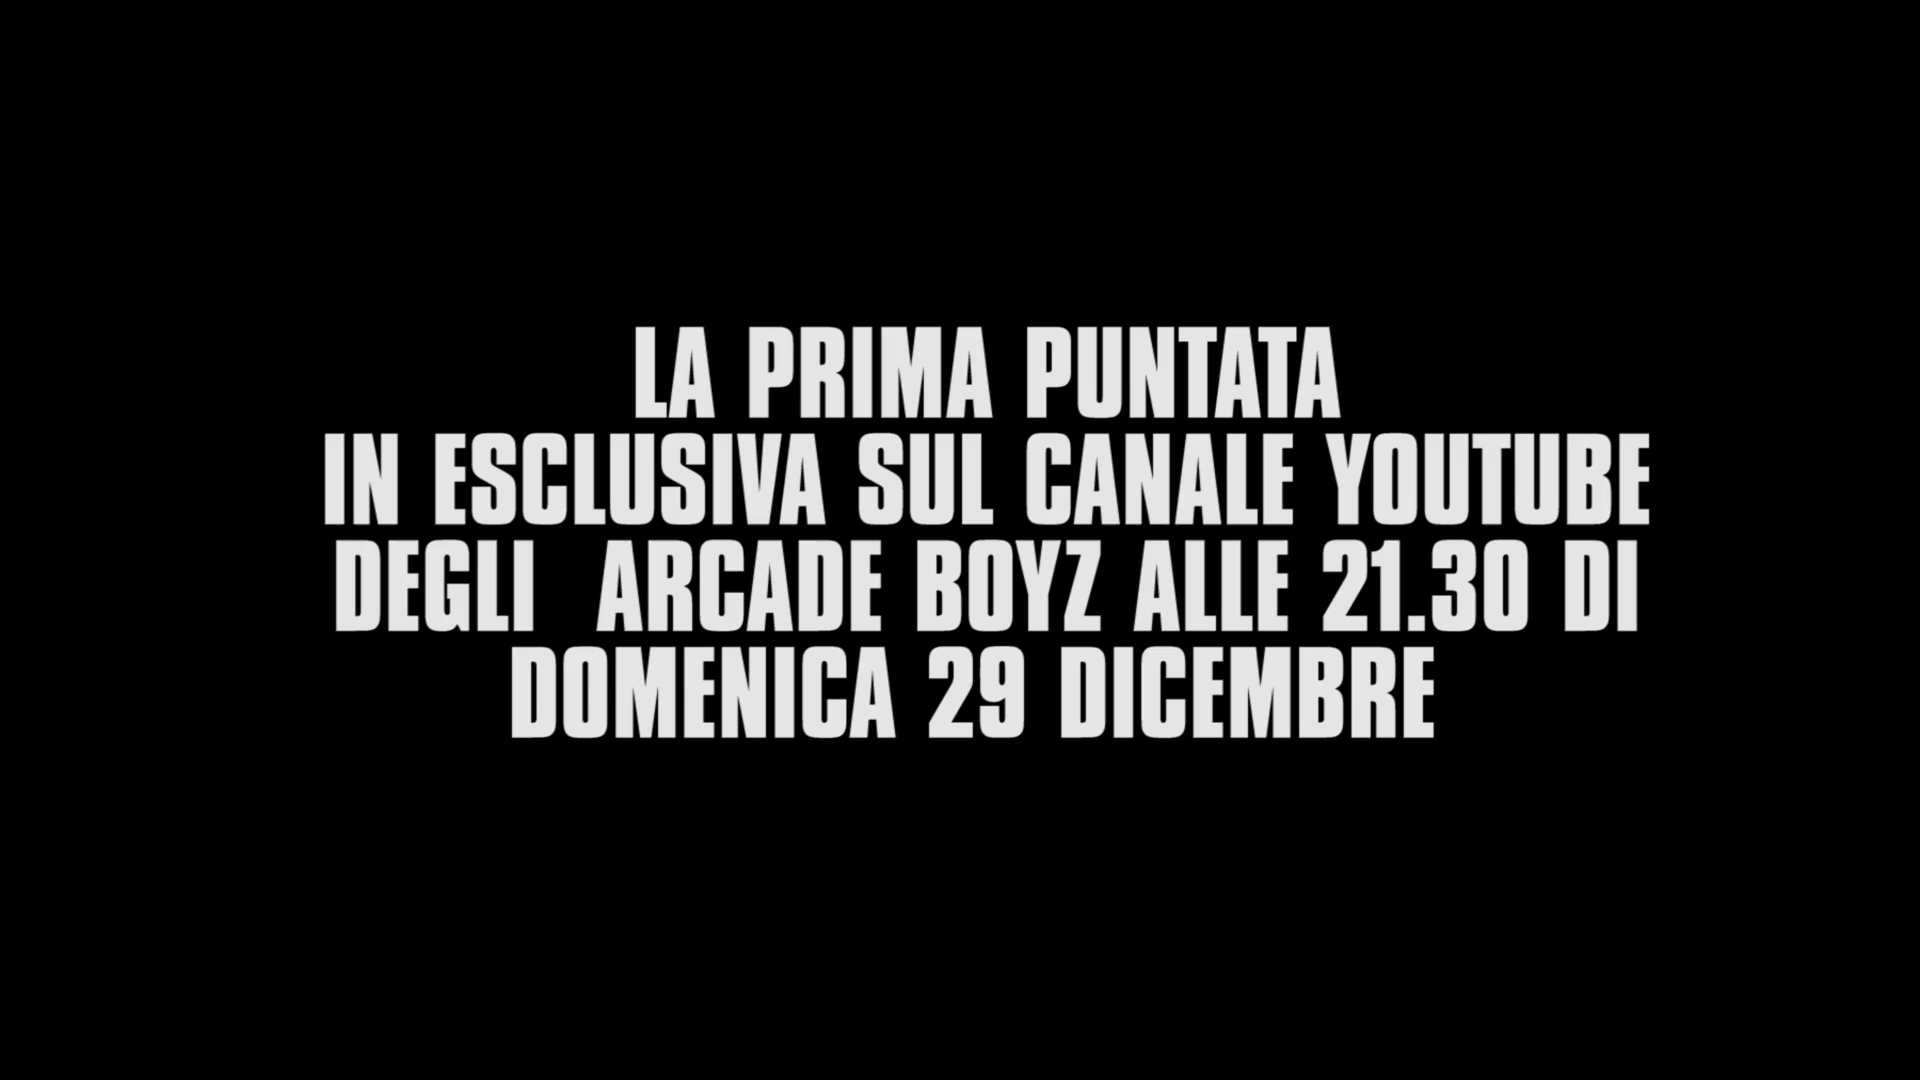 LA PRIMA PUNTATA
IN ESCLUSIVA SUL CANALE YOUTUBE
DEGLI  ARCADE BOYZ ALLE 21.30 DI
DOMENICA 29 DICEMBRE